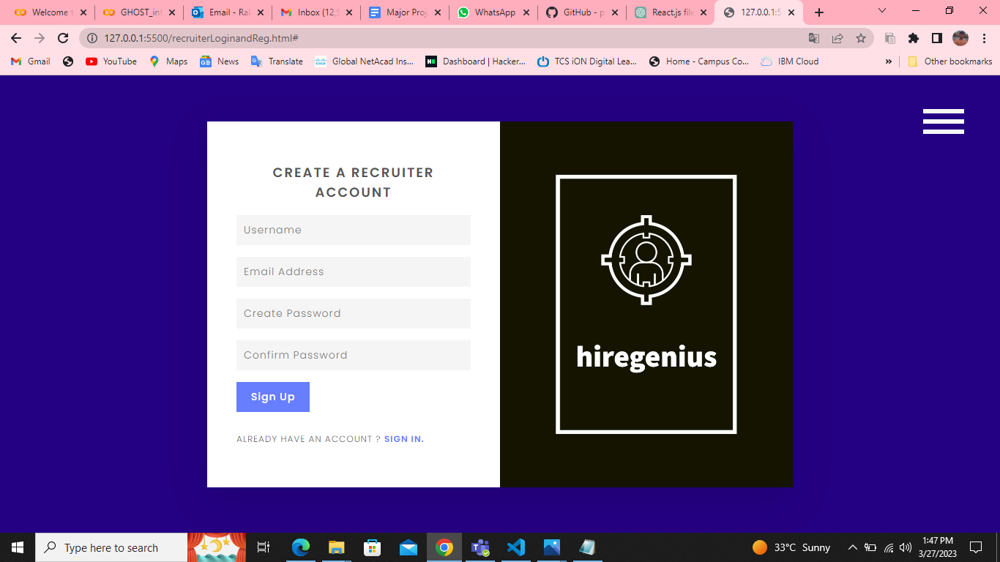 Welcome t
GHOST_inf
Email - Ral
Inbox (12,5
Major Proj
WhatsApp
GitHub - p
React.js file
127.0.0.1:5
127.0.0.1:5500/recruiterLoginandReg.html#
Gmail
YouTube
Maps
News
Translate
Global NetAcad Ins...
Dashboard | Hacker...
TCS iON Digital Lea...
Home - Campus Co...
IBM Cloud
»
Other bookmarks
CREATE A RECRUITER
ACCOUNT
Username
Email Address
Create Password
Confirm Password
Sign Up
ALREADY HAVE AN ACCOUNT ? SIGN IN.
hiregenius
Type here to search
33°C Sunny
1:47 PM
3/27/2023